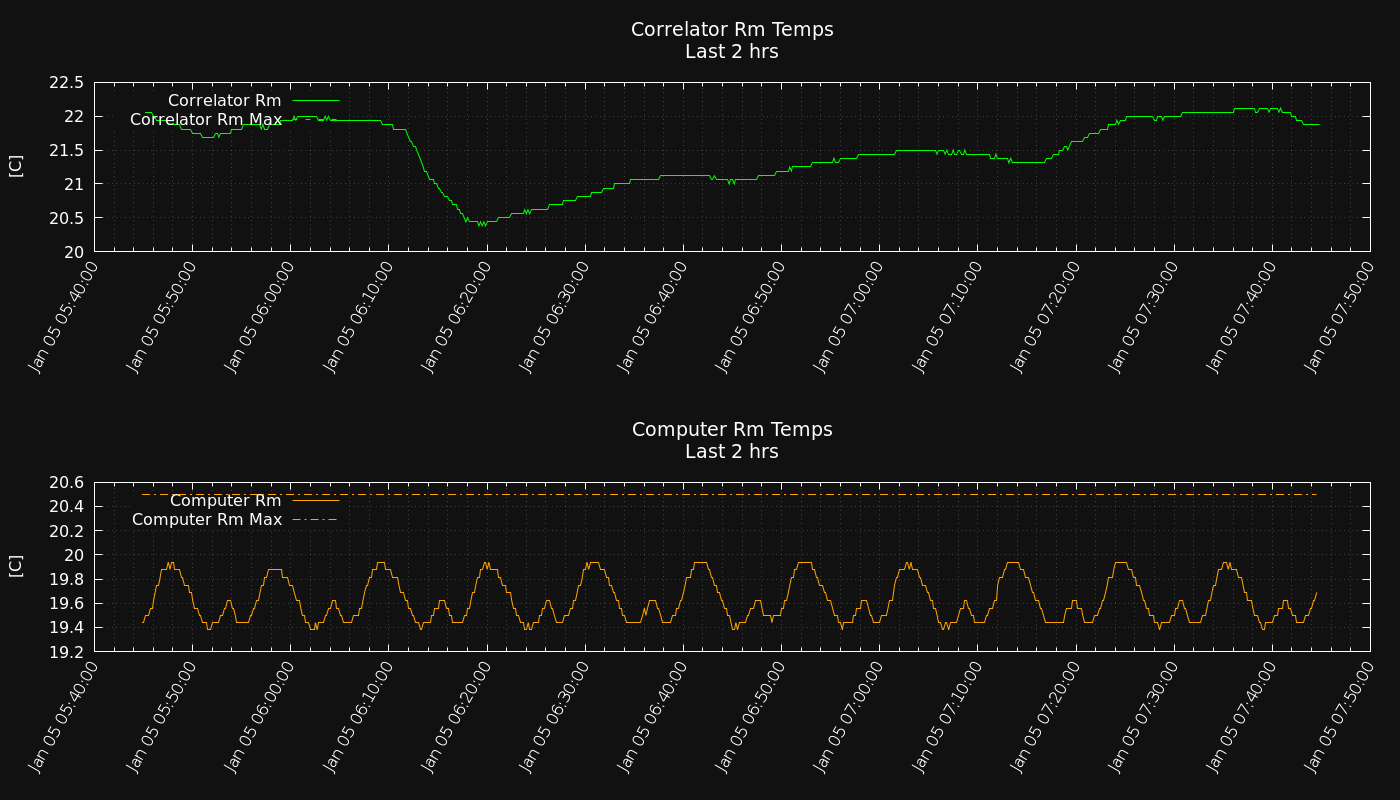 Correlator Rm Temps
Last 2 hrs
22.5
22
21.5
21
20.5
20
[C]
Correlator Rm
Correlator Rm Max
Jan 05 05:40:00
Jan 05 05:50:00
Jan 05 06:00:00
Jan 05 06:10:00
Jan 05 06:20:00
Jan 05 06:30:00
Jan 05 06:40:00
Jan 05 06:50:00
Jan 05 07:00:00
Jan 05 07:10:00
Jan 05 07:20:00
Jan 05 07:30:00
Jan 05 07:40:00
Jan 05 07:50:00
Computer Rm Temps
Last 2 hrs
20.6
20.4
20.2
20
19.8
19.6
19.4
19.2
[C]
Computer Rm
Computer Rm Max
Jan 05 05:40:00
Jan 05 05:50:00
Jan 05 06:00:00
Jan 05 06:10:00
Jan 05 06:20:00
Jan 05 06:30:00
Jan 05 06:40:00
Jan 05 06:50:00
Jan 05 07:00:00
Jan 05 07:10:00
Jan 05 07:20:00
Jan 05 07:30:00
Jan 05 07:40:00
Jan 05 07:50:00